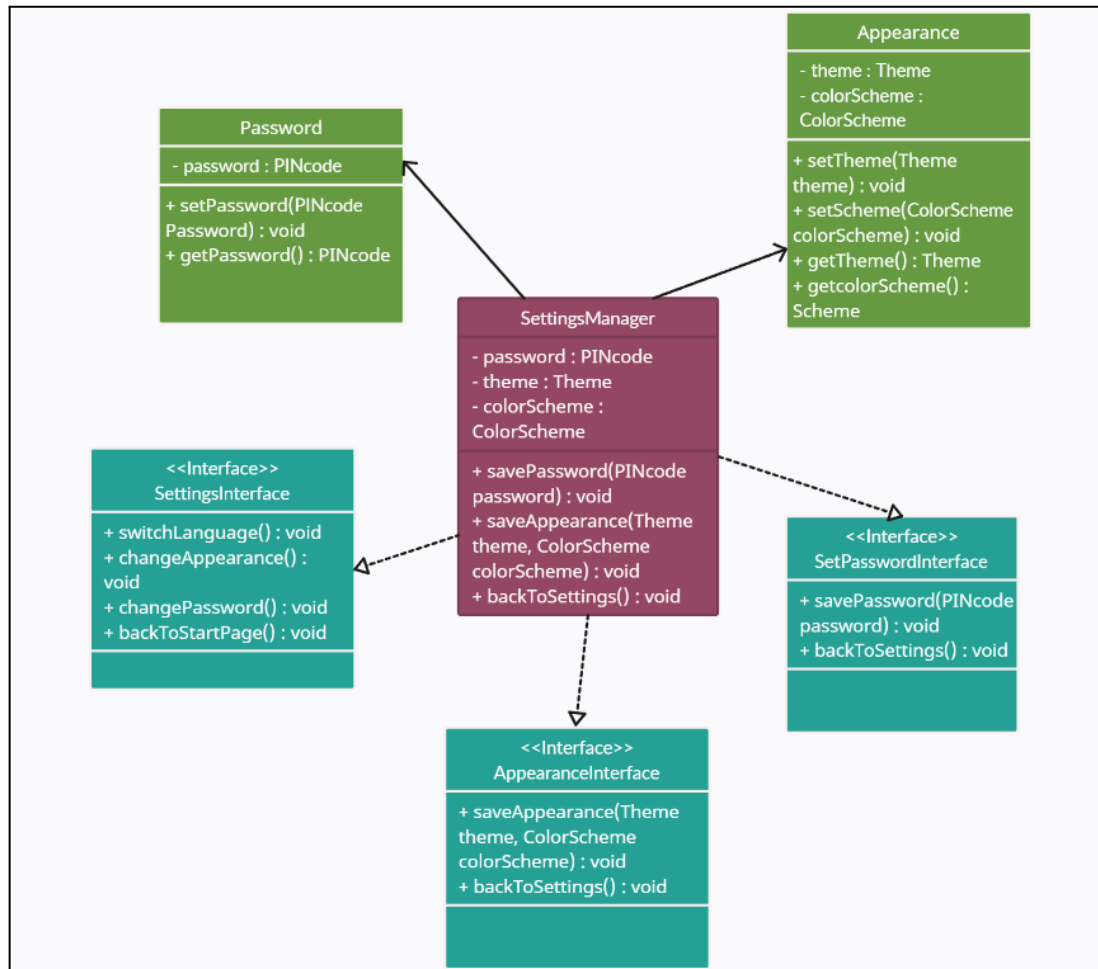 Appearance
- theme : Theme
- colorScheme :
ColorScheme
+ setTheme(Theme
theme) : void
+ setScheme(ColorScheme
colorScheme) : void
+ getTheme() : Theme
+ getcolorScheme() :
Scheme
Password
- password : PINcode
+ setPassword(PINcode
Password) : void
+ getPassword() : PINcode
SettingsManager
- password : PINcode
- theme : Theme
- colorScheme :
ColorScheme
+ savePassword(PINcode
password) : void
+ saveAppearance(Theme
theme, ColorScheme
colorScheme) : void
+ backToSettings() : void
<<Interface>>
SettingsInterface
+ switchLanguage() : void
+ changeAppearance() :
void
+ changePassword() : void
+ backToStartPage() : void
<<Interface>>
SetPasswordInterface
+ savePassword(PINcode
password) : void
+ backToSettings() : void
<<Interface>>
AppearanceInterface
+ saveAppearance(Theme
theme, ColorScheme
colorScheme) : void
+ backToSettings() : void